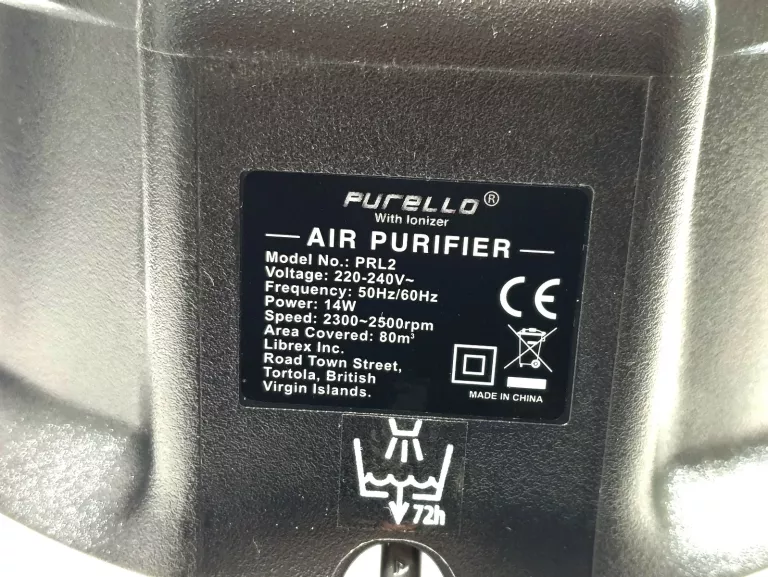 PURELLO®
With Ionizer
AIR PURIFIER
Model No.: PRL2
Voltage: 220-240V~
Frequency: 50Hz/60Hz
Power: 14W
Speed: 2300~2500rpm
Area Covered: 80m³
Librex Inc.
Road Town Street,
Tortola, British
Virgin Islands.
CE
MADE IN CHINA
72h